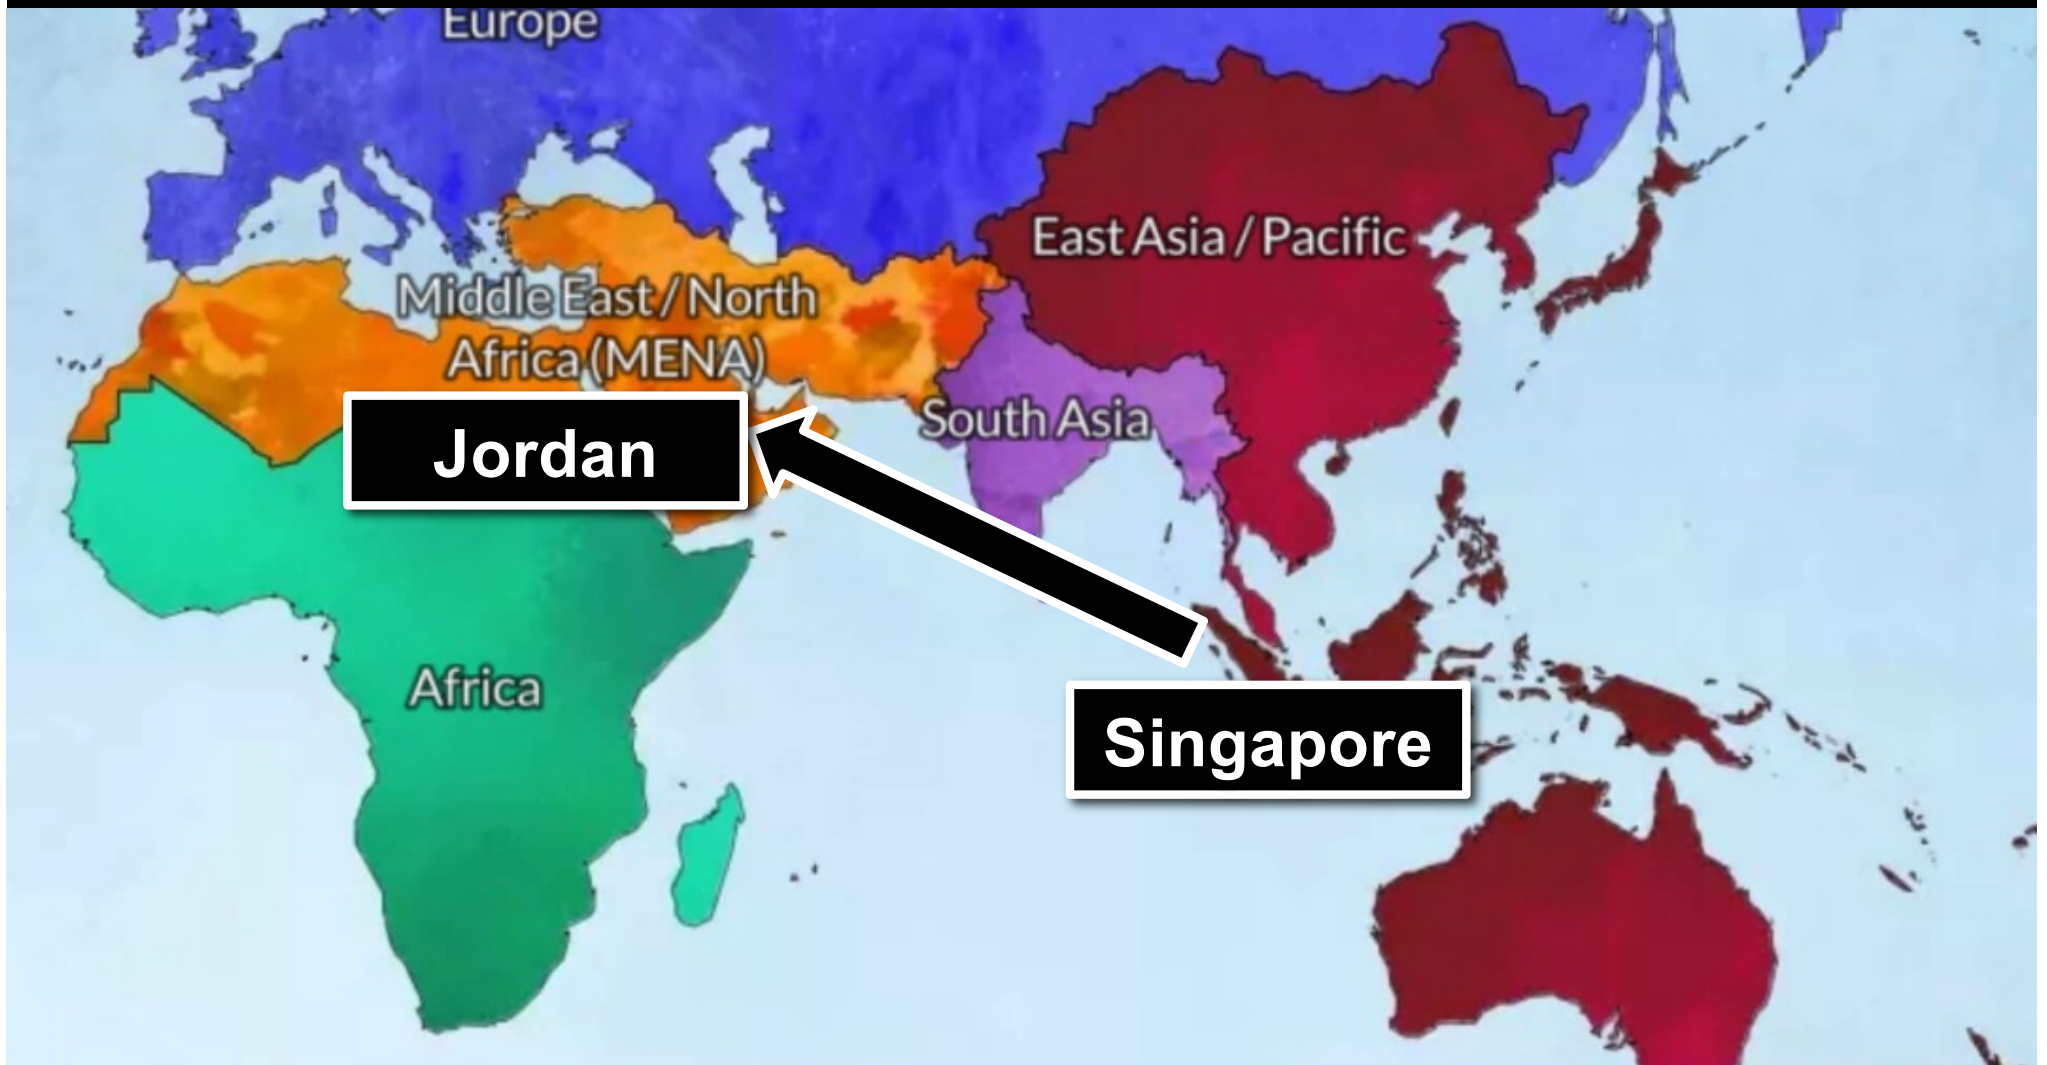 Europe
East Asia / Pacific
Middle East / North
Africa (MENA)
South Asia
Jordan
Africa
Singapore